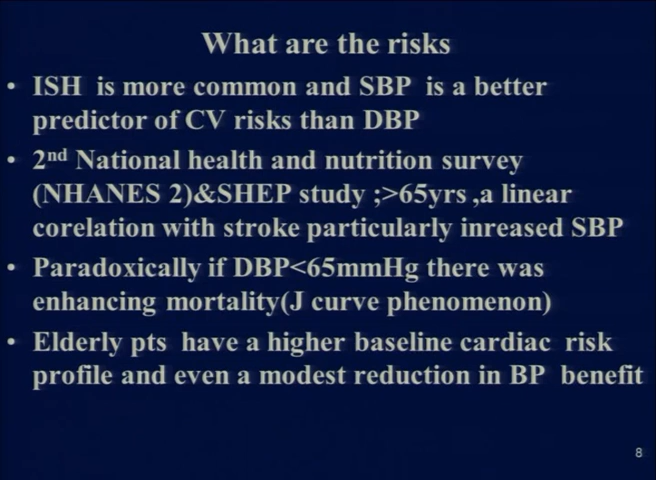 What are the risks
• ISH is more common and SBP is a better
predictor of CV risks than DBP
• 2nd National health and nutrition survey
(NHANES 2)&SHEP study ;>65yrs ,a linear
corelation with stroke particularly inreased SBP
• Paradoxically if DBP<65mmHg there was
enhancing mortality(J curve phenomenon)
• Elderly pts have a higher baseline cardiac risk
profile and even a modest reduction in BP benefit
8